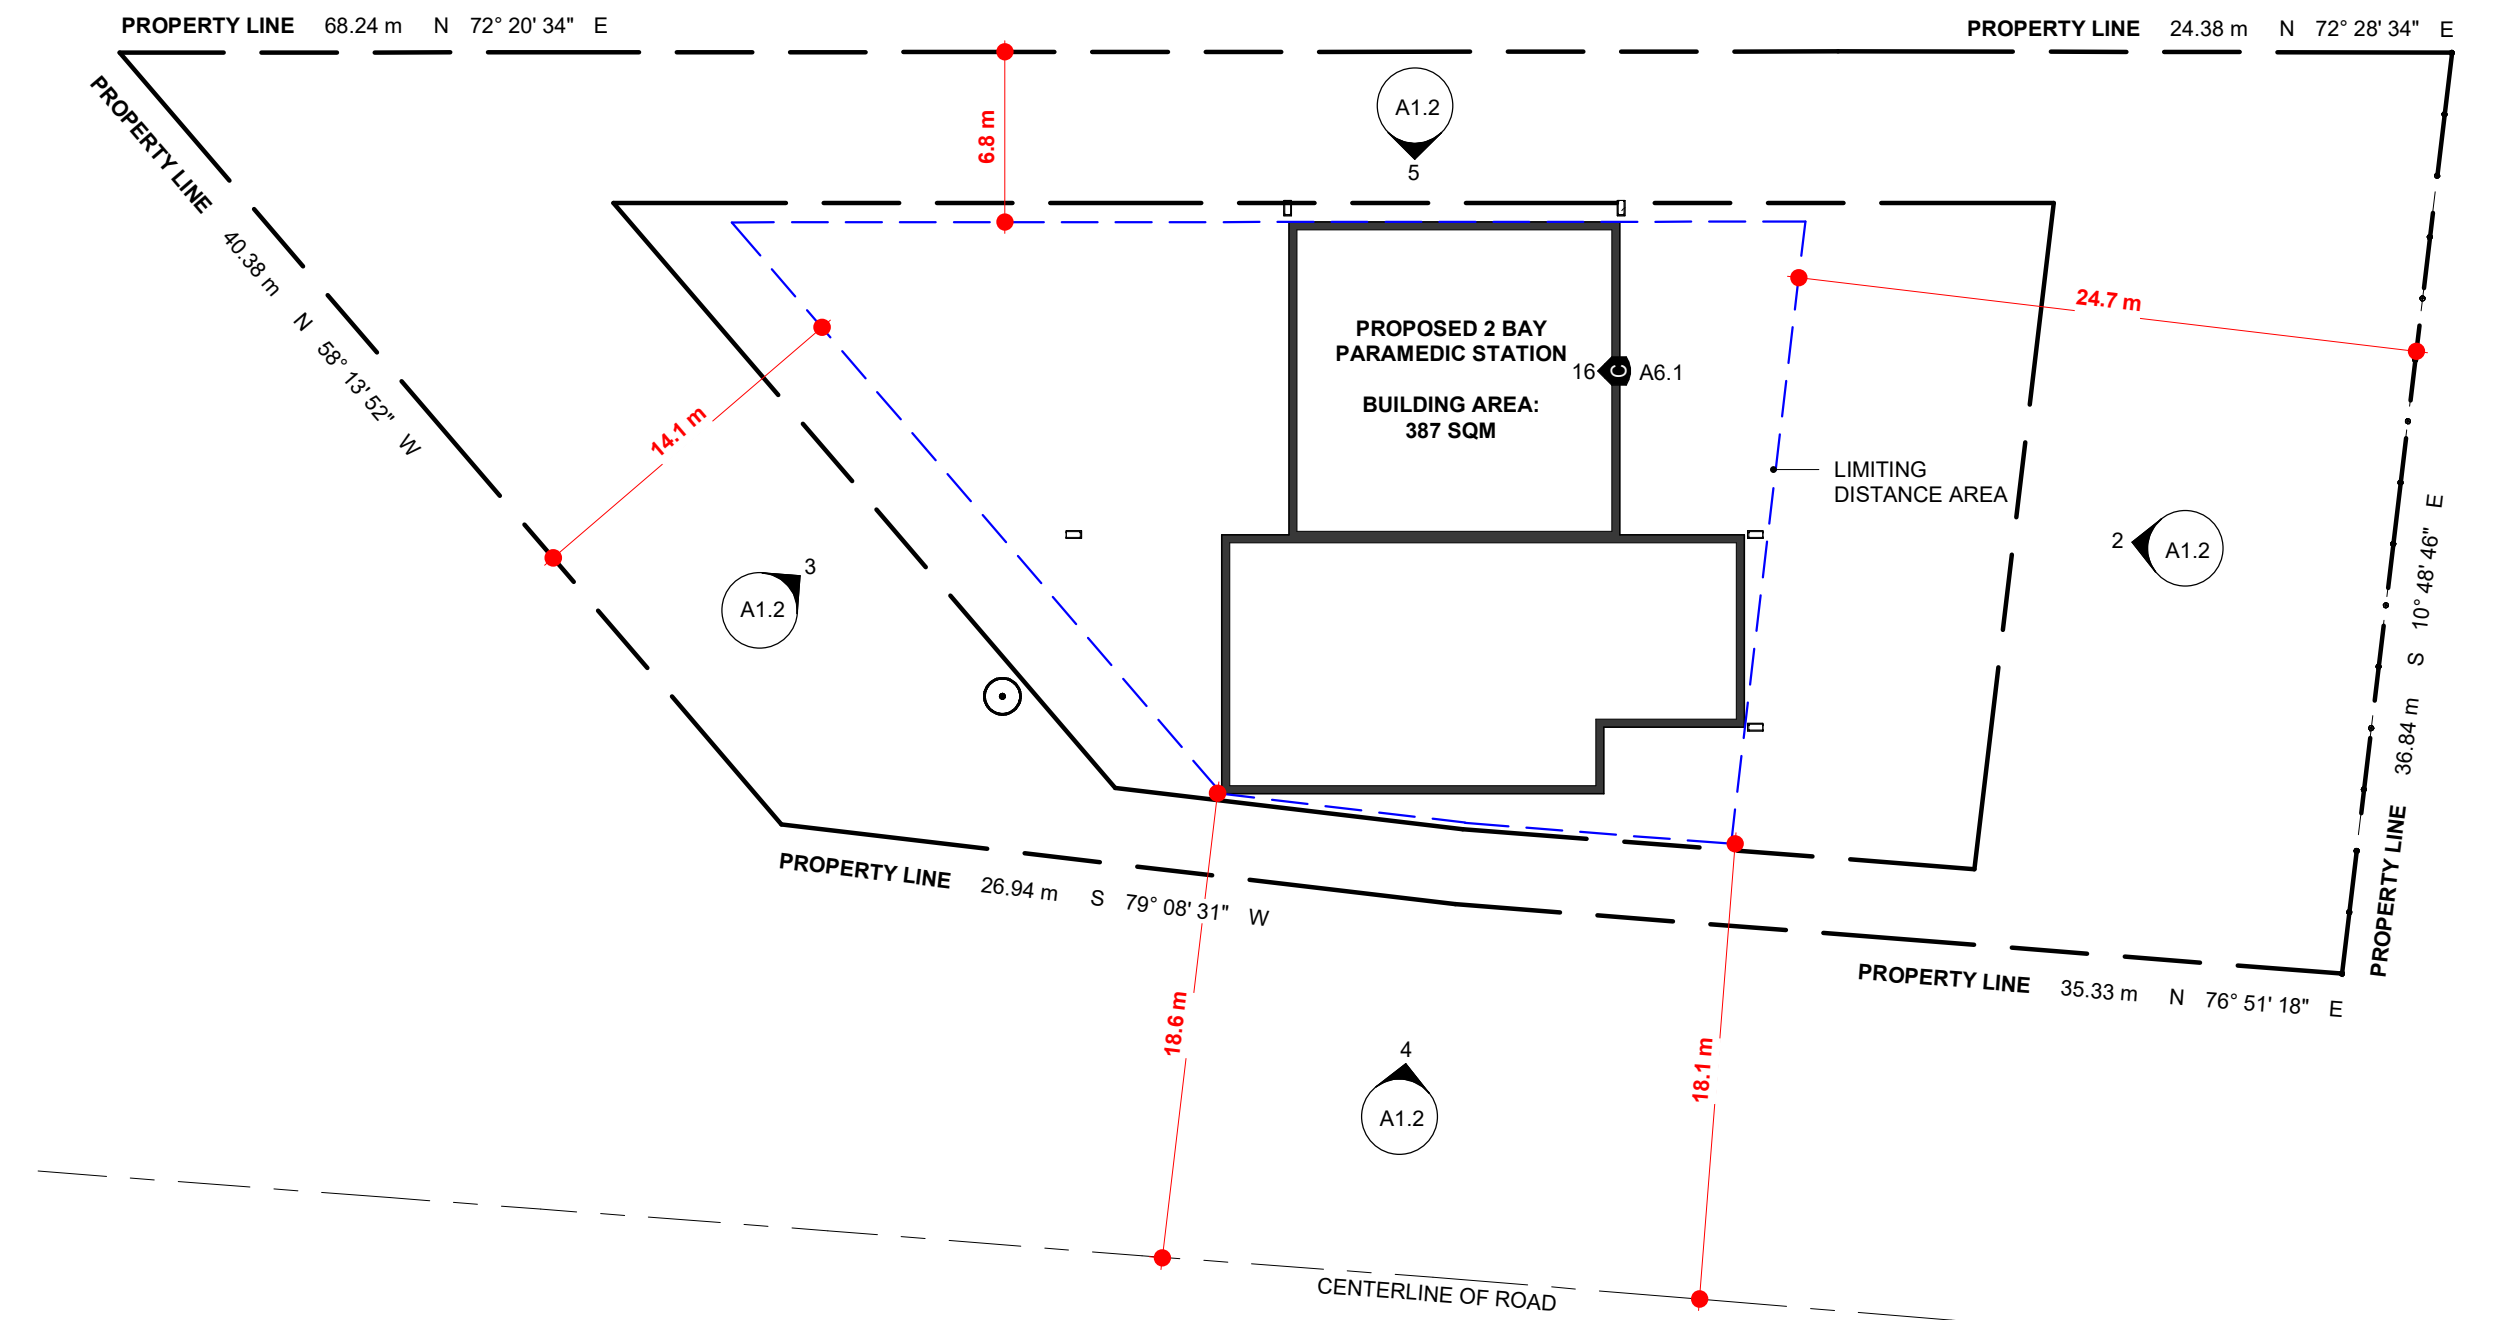 PROPERTY LINE 68.24 m N 72° 20' 34" E
PROPERTY LINE 24.38 m N 72° 28' 34" E
PROPERTY LINE 40.38 m N 58° 13' 52" W
6.8 m
A1.2
5
24.7 m
14.1 m
PROPOSED 2 BAY
PARAMEDIC STATION
BUILDING AREA:
387 SQM
16 C A6.1
LIMITING
DISTANCE AREA
3
A1.2
2 A1.2
PROPERTY LINE 36.84 m S 10° 48' 46" E
PROPERTY LINE 26.94 m S 79° 08' 31" W
PROPERTY LINE 35.33 m N 76° 51' 18" E
18.6 m
18.1 m
4
A1.2
CENTERLINE OF ROAD